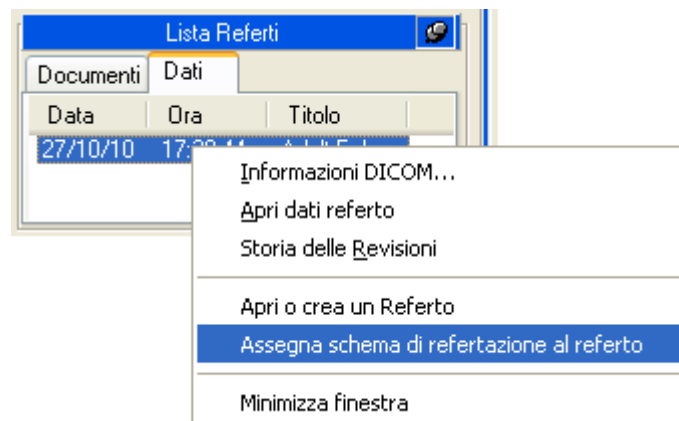 Lista Referti
Documenti Dati
Data Ora Titolo
27/10/10
Informazioni DICOM...
Apri dati referto
Storia delle Revisioni
Apri o crea un Referto
Assegna schema di refertazione al referto
Minimizza finestra